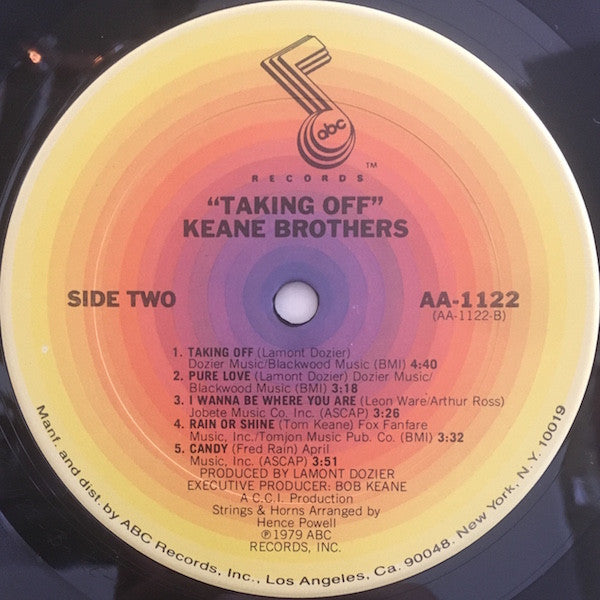 abc
TM
RECORDS
"TAKING OFF"
KEANE BROTHERS
SIDE TWO
AA-1122
(AA-1122-B)
1. TAKING OFF (Lamont Dozier)
Dozier Music/Blackwood Music (BMI) 4:40
2. PURE LOVE (Lamont Dozier) Dozier Music/
Blackwood Music (BMI) 3:18
3. I WANNA BE WHERE YOU ARE (Leon Ware/Arthur Ross)
Jobete Music Co. Inc. (ASCAP) 3:26
4. RAIN OR SHINE (Tom Keane) Fox Fanfare
Music, Inc./Tomjon Music Pub. Co. (BMI) 3:32
5. CANDY (Fred Rain) April
Music, Inc. (ASCAP) 3:51
PRODUCED BY LAMONT DOZIER
EXECUTIVE PRODUCER: BOB KEANE
A C.C.I. Production
Strings & Horns Arranged by
Hence Powell
℗1979 ABC
RECORDS, INC.
Manf. and dist. by ABC Records, Inc., Los Angeles, Ca. 90048. New York, N.Y. 10019